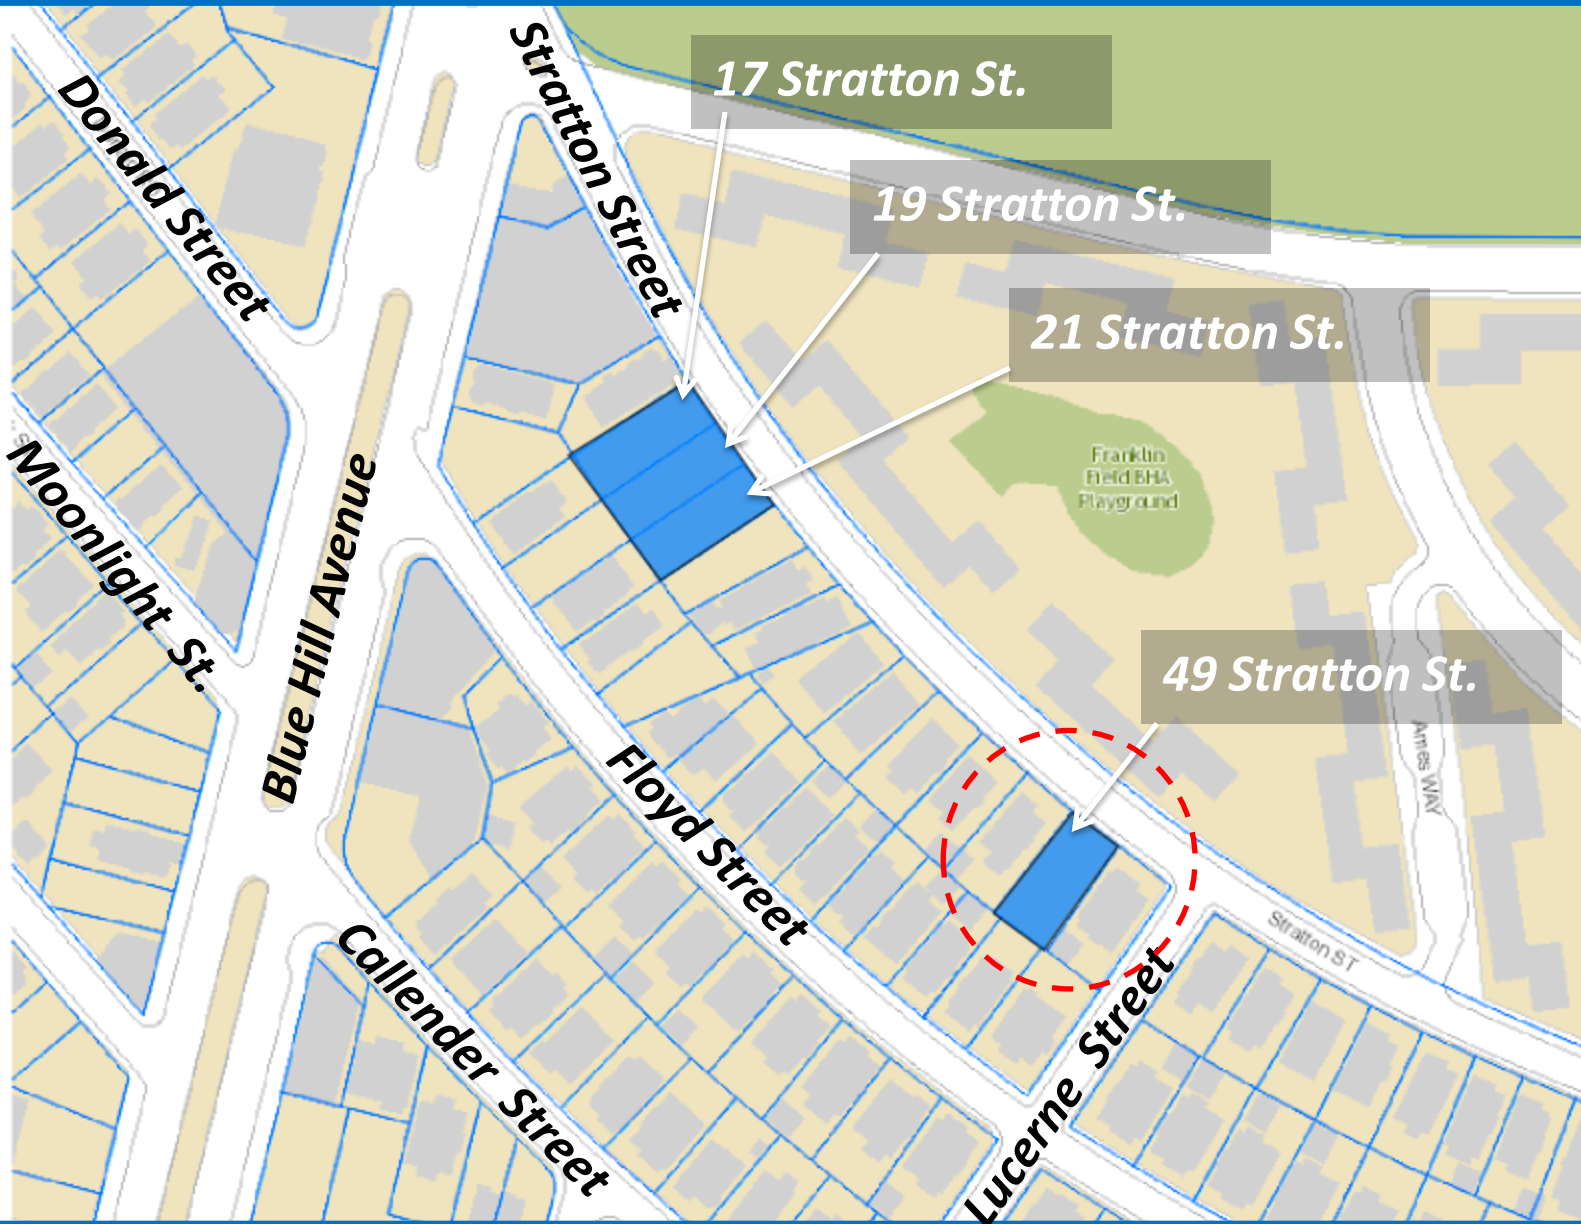 17 Stratton St.
Stratton Street
Donald Street
19 Stratton St.
21 Stratton St.
Franklin
Field BHA
Playground
Moonlight St.
Blue Hill Avenue
49 Stratton St.
Ames WAY
Floyd Street
Stratton ST
Callender Street
Lucerne Street